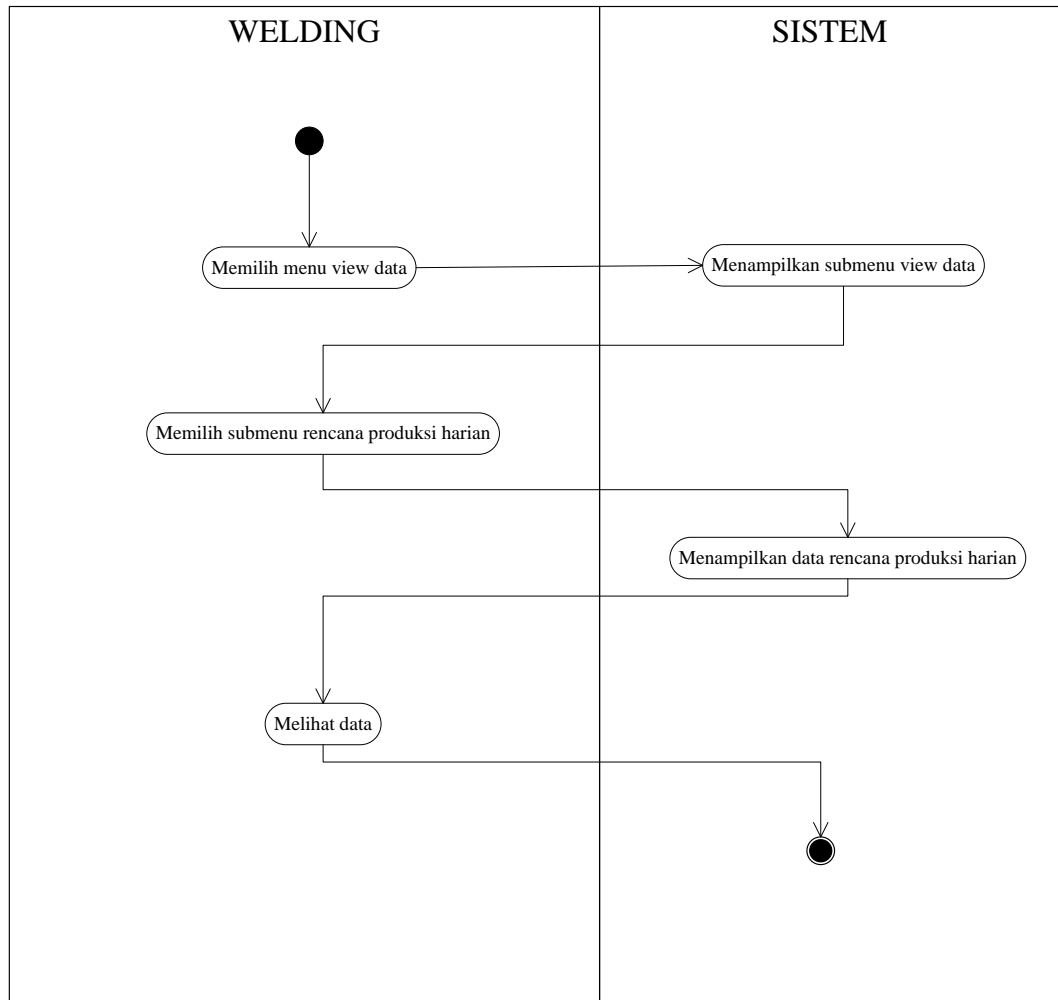 WELDING
SISTEM
Memilih menu view data
Menampilkan submenu view data
Memilih submenu rencana produksi harian
Menampilkan data rencana produksi harian
Melihat data